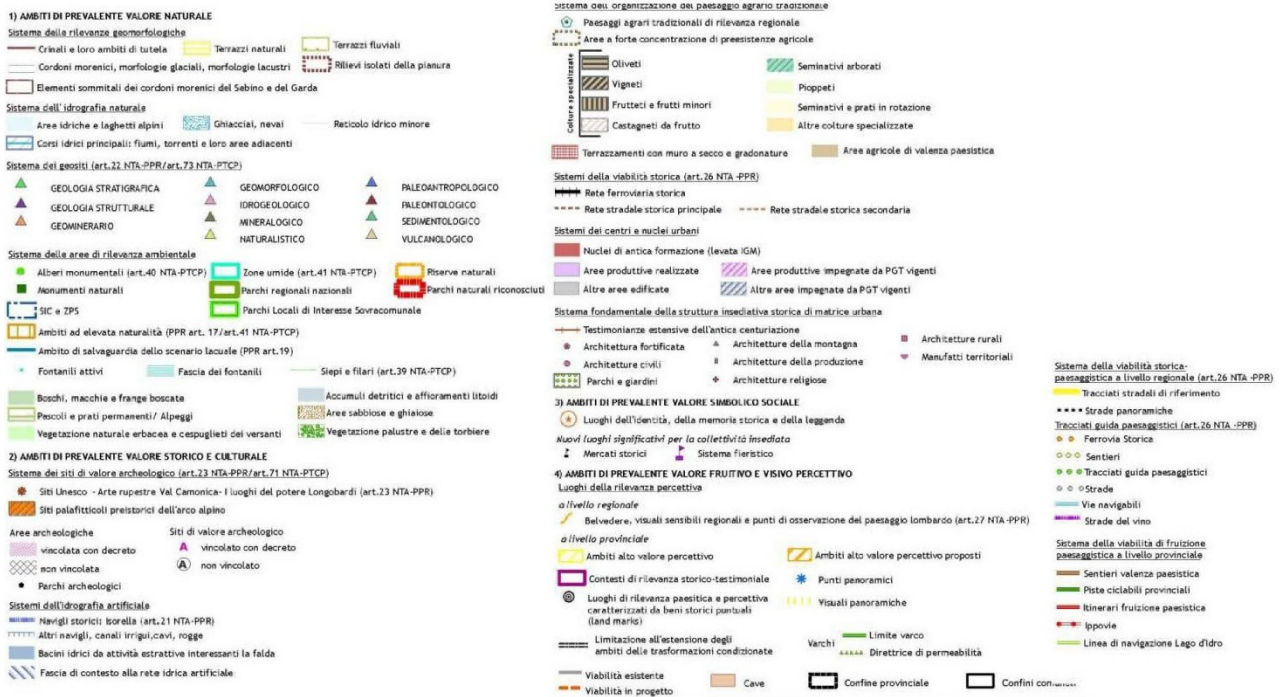 1) AMBITI DI PREVALENTE VALORE NATURALE
Sistema delle rilevanze geomorfologiche
Crinali e loro ambiti di tutela
Terrazzi naturali
Terrazzi fluviali
Cordoni morenici, morfologie glaciali, morfologie lacustri
Rilievi isolati della pianura
Elementi sommitali dei cordoni morenici del Sebino e del Garda
Sistema dell'idrografia naturale
Aree idriche e laghetti alpini
Ghiacciai, nevai
Reticolo idrico minore
Corsi idrici principali: fiumi, torrenti e loro aree adiacenti
Sistema dei geositi (art.22 NTA-PPR/art.73 NTA-PTCP)
GEOLOGIA STRATIGRAFICA
GEOMORFOLOGICO
PALEOANTROPOLOGICO
GEOLOGIA STRUTTURALE
IDROGEOLOGICO
PALEONTOLOGICO
GEOMINERARIO
MINERALOGICO
SEDIMENTOLOGICO
NATURALISTICO
VULCANOLOGICO
Sistema delle aree di rilevanza ambientale
Alberi monumentali (art.40 NTA-PTCP)
Zone umide (art.41 NTA-PTCP)
Riserve naturali
Monumenti naturali
Parchi regionali nazionali
Parchi naturali riconosciuti
SIC e ZPS
Parchi Locali di Interesse Sovracomunale
Ambiti ad elevata naturalità (PPR art. 17/art.41 NTA-PTCP)
Ambito di salvaguardia dello scenario lacuale (PPR art.19)
Fontanili attivi
Fascia dei fontanili
Siepi e filari (art.39 NTA-PTCP)
Boschi, macchie e frange boscate
Accumuli detritici e affioramenti litoidi
Pascoli e prati permanenti/ Alpeggi
Aree sabbiose e ghiaiose
Vegetazione naturale erbacea e cespuglieti dei versanti
Vegetazione palustre e delle torbiere
2) AMBITI DI PREVALENTE VALORE STORICO E CULTURALE
Sistema dei siti di valore archeologico (art.23 NTA-PPR/art.71 NTA-PTCP)
Siti Unesco - Arte rupestre Val Camonica- I luoghi del potere Longobardi (art.23 NTA-PPR)
Siti palafitticoli preistorici dell'arco alpino
Aree archeologiche
Siti di valore archeologico
vincolata con decreto
A vincolato con decreto
non vincolata
A non vincolato
Parchi archeologici
Sistemi dell'idrografia artificiale
Navigli storici: Isorella (art.21 NTA-PPR)
Altri navigli, canali irrigui,cavi, rogge
Bacini idrici da attività estrattive interessanti la falda
Fascia di contesto alla rete idrica artificiale
Sistema dell'organizzazione del paesaggio agrario tradizionale
Paesaggi agrari tradizionali di rilevanza regionale
Aree a forte concentrazione di preesistenze agricole
Colture specializzate
Oliveti
Seminativi arborati
Vigneti
Pioppeti
Frutteti e frutti minori
Seminativi e prati in rotazione
Castagneti da frutto
Altre colture specializzate
Terrazzamenti con muro a secco e gradonature
Aree agricole di valenza paesistica
Sistemi della viabilità storica (art.26 NTA -PPR)
Rete ferroviaria storica
Rete stradale storica principale
Rete stradale storica secondaria
Sistemi dei centri e nuclei urbani
Nuclei di antica formazione (levata IGM)
Aree produttive realizzate
Aree produttive impegnate da PGT vigenti
Altre aree edificate
Altre aree impegnate da PGT vigenti
Sistema fondamentale della struttura insediativa storica di matrice urbana
Testimonianze estensive dell'antica centuriazione
Architettura fortificata
Architetture della montagna
Architetture rurali
Architetture civili
Architetture della produzione
Manufatti territoriali
Parchi e giardini
Architetture religiose
3) AMBITI DI PREVALENTE VALORE SIMBOLICO SOCIALE
Luoghi dell'identità, della memoria storica e della leggenda
Nuovi luoghi significativi per la collettività insediata
Mercati storici
Sistema fieristico
4) AMBITI DI PREVALENTE VALORE FRUITIVO E VISIVO PERCETTIVO
Luoghi della rilevanza percettiva
a livello regionale
Belvedere, visuali sensibili regionali e punti di osservazione del paesaggio lombardo (art.27 NTA-PPR)
a livello provinciale
Ambiti alto valore percettivo
Ambiti alto valore percettivo proposti
Contesti di rilevanza storico-testimoniale
Punti panoramici
Luoghi di rilevanza paesitica e percettiva
caratterizzati da beni storici puntuali
(land marks)
Visuali panoramiche
Limitazione all'estensione degli
ambiti delle trasformazioni condizionate
Varchi
Limite varco
Direttrice di permeabilità
Viabilità esistente
Viabilità in progetto
Cave
Confine provinciale
Confini comunali
Sistema della viabilità storica-
paesaggistica a livello regionale (art.26 NTA -PPR)
Tracciati stradali di riferimento
Strade panoramiche
Tracciati guida paesaggistici (art.26 NTA -PPR)
Ferrovia Storica
Sentieri
Tracciati guida paesaggistici
Strade
Vie navigabili
Strade del vino
Sistema della viabilità di fruizione
paesaggistica a livello provinciale
Sentieri valenza paesistica
Piste ciclabili provinciali
Itinerari fruizione paesistica
Ippovie
Linea di navigazione Lago d'Idro